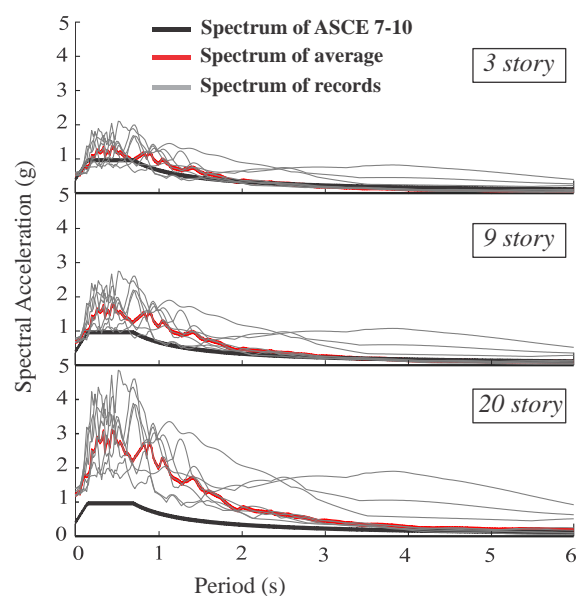 5
4
3
2
1
Spectrum of ASCE 7-10
Spectrum of average
Spectrum of records
3 story
5
4
3
2
1
9 story
5
4
3
2
1
0
20 story
0 1 2 3 4 5 6
Spectral Acceleration (g)
Period (s)